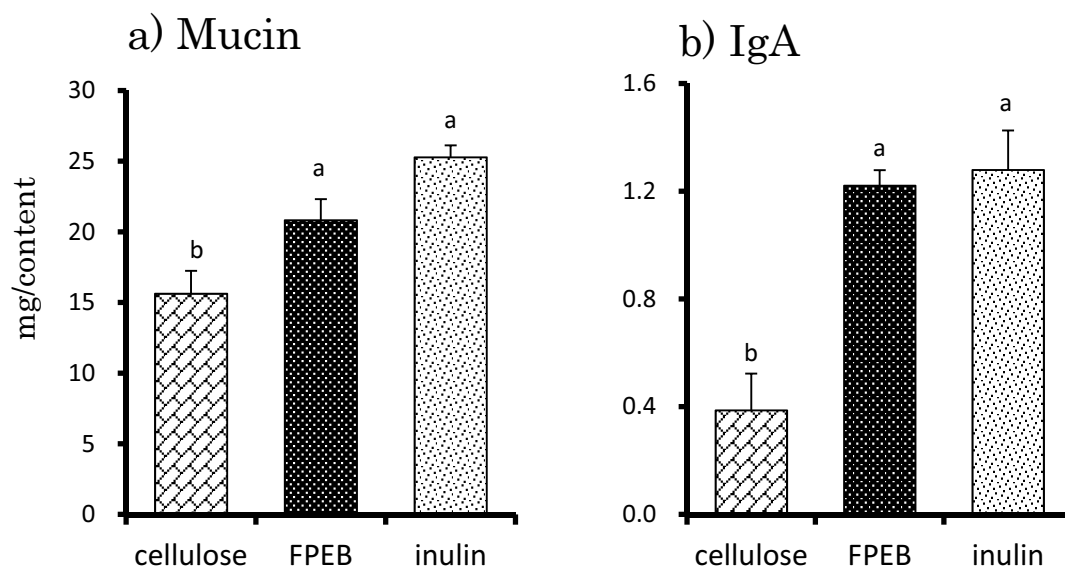 a) Mucin
30
25
20
15
10
5
0
mg/content
b
a
a
cellulose FPEB inulin
b) IgA
1.6
1.2
0.8
0.4
0.0
b
a
a
cellulose FPEB inulin